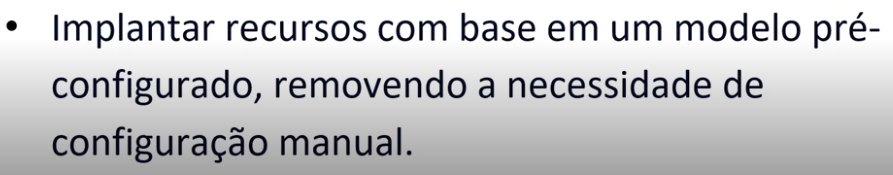 • Implantar recursos com base em um modelo pré-
configurado, removendo a necessidade de
configuração manual.